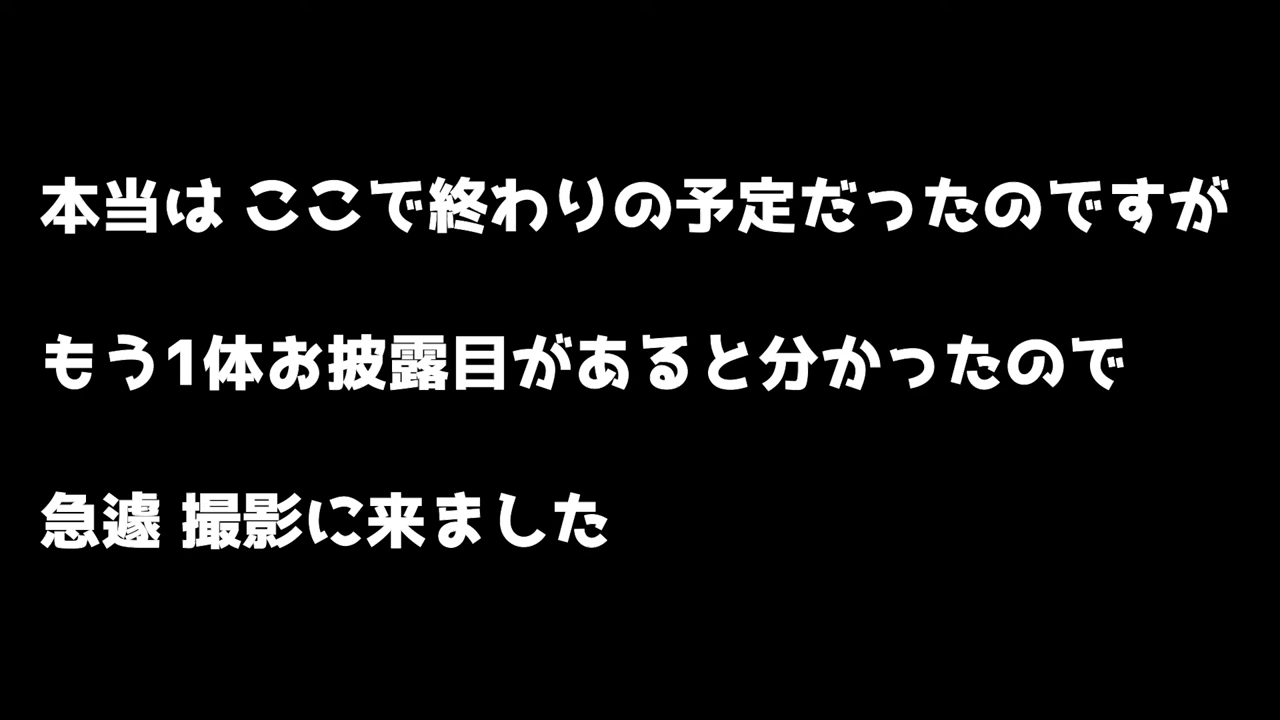 本当は ここで終わりの予定だったのですが
もう1体お披露目があると分かったので
急遽 撮影に来ました